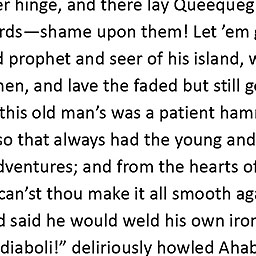 er hinge, and there lay Queequeg
rds—shame upon them! Let ’em g
d prophet and seer of his island, w
hen, and lave the faded but still g
this old man’s was a patient ham
so that always had the young and
dventures; and from the hearts of
can’st thou make it all smooth aga
d said he would weld his own iron
diaboli!” deliriously howled Ahab